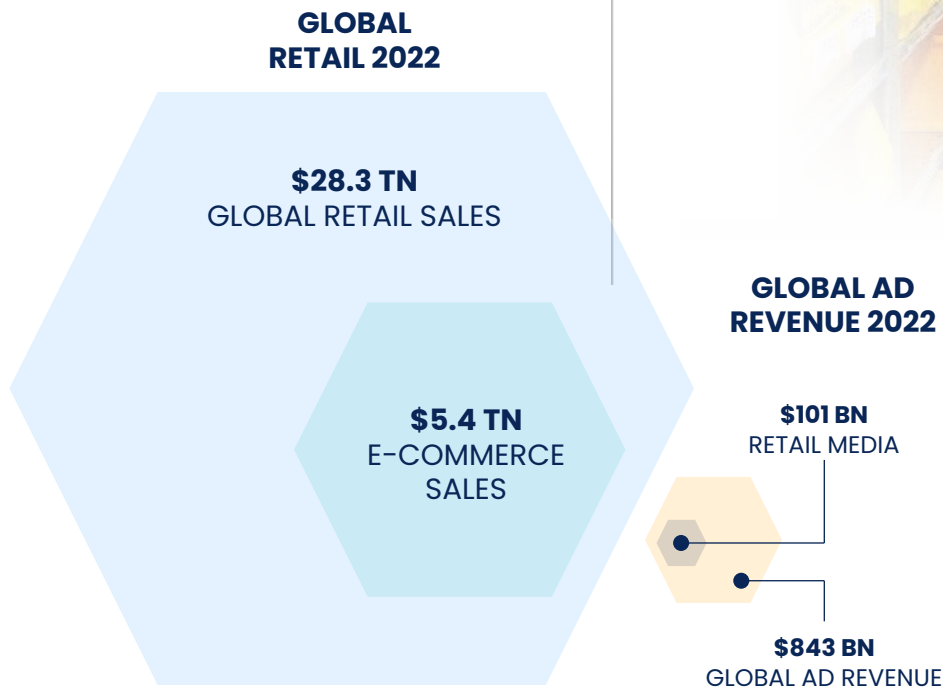 GLOBAL
RETAIL 2022
$28.3 TN
GLOBAL RETAIL SALES
$5.4 TN
E-COMMERCE
SALES
GLOBAL AD
REVENUE 2022
$101 BN
RETAIL MEDIA
$843 BN
GLOBAL AD REVENUE